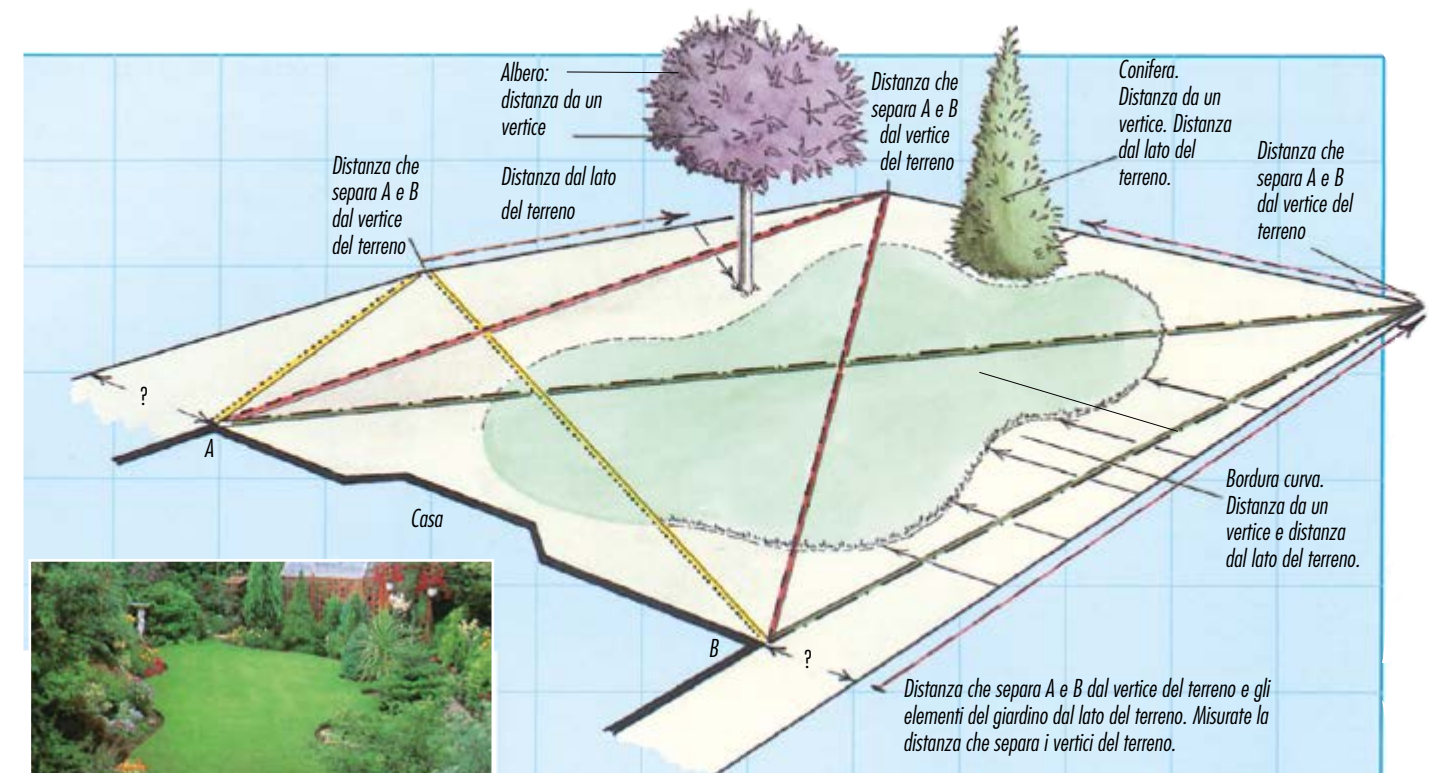 Albero:
distanza da un
vertice
Distanza che
separa A e B
dal vertice
del terreno
Conifera.
Distanza da un
vertice. Distanza
dal lato del
terreno.
Distanza che
separa A e B
dal vertice del
terreno
Distanza che
separa A e B
dal vertice
del terreno
Distanza dal lato
del terreno
?
A
Casa
Bordura curva.
Distanza da un
vertice e distanza
dal lato del terreno.
B
?
Distanza che separa A e B dal vertice del terreno e gli
elementi del giardino dal lato del terreno. Misurate la
distanza che separa i vertici del terreno.